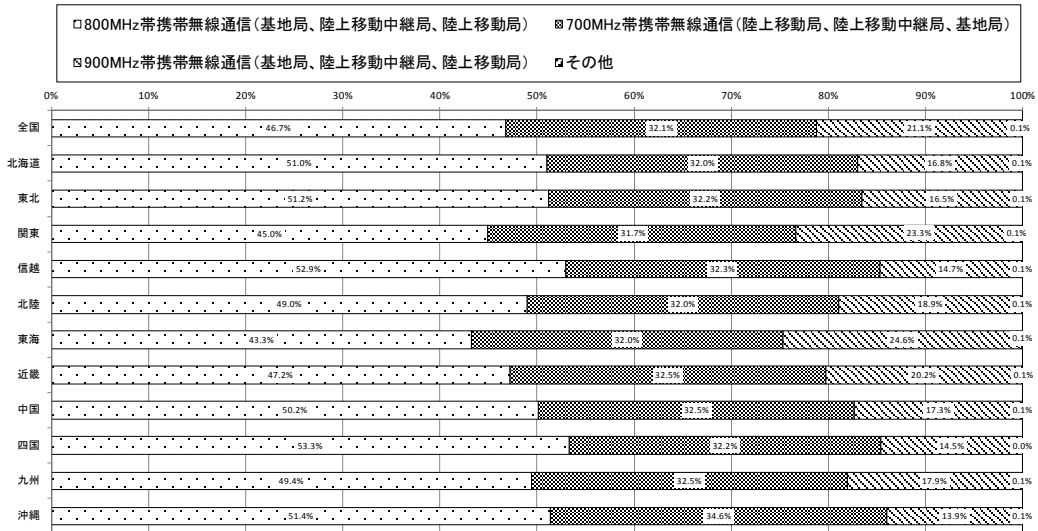 □800MHz帯携帯無線通信(基地局、陸上移動中継局、陸上移動局) 700MHz帯携帯無線通信(陸上移動局、陸上移動中継局、基地局)
900MHz帯携帯無線通信(基地局、陸上移動中継局、陸上移動局) その他
0% 10% 20% 30% 40% 50% 60% 70% 80% 90% 100%
全国 46.7% 32.1% 21.1% 0.1%
北海道 51.0% 32.0% 16.8% 0.1%
東北 51.2% 32.2% 16.5% 0.1%
関東 45.0% 31.7% 23.3% 0.1%
信越 52.9% 32.3% 14.7% 0.1%
北陸 49.0% 32.0% 18.9% 0.1%
東海 43.3% 32.0% 24.6% 0.1%
近畿 47.2% 32.5% 20.2% 0.1%
中国 50.2% 32.5% 17.3% 0.1%
四国 53.3% 32.2% 14.5% 0.0%
九州 49.4% 32.5% 17.9% 0.1%
沖縄 51.4% 34.6% 13.9% 0.1%